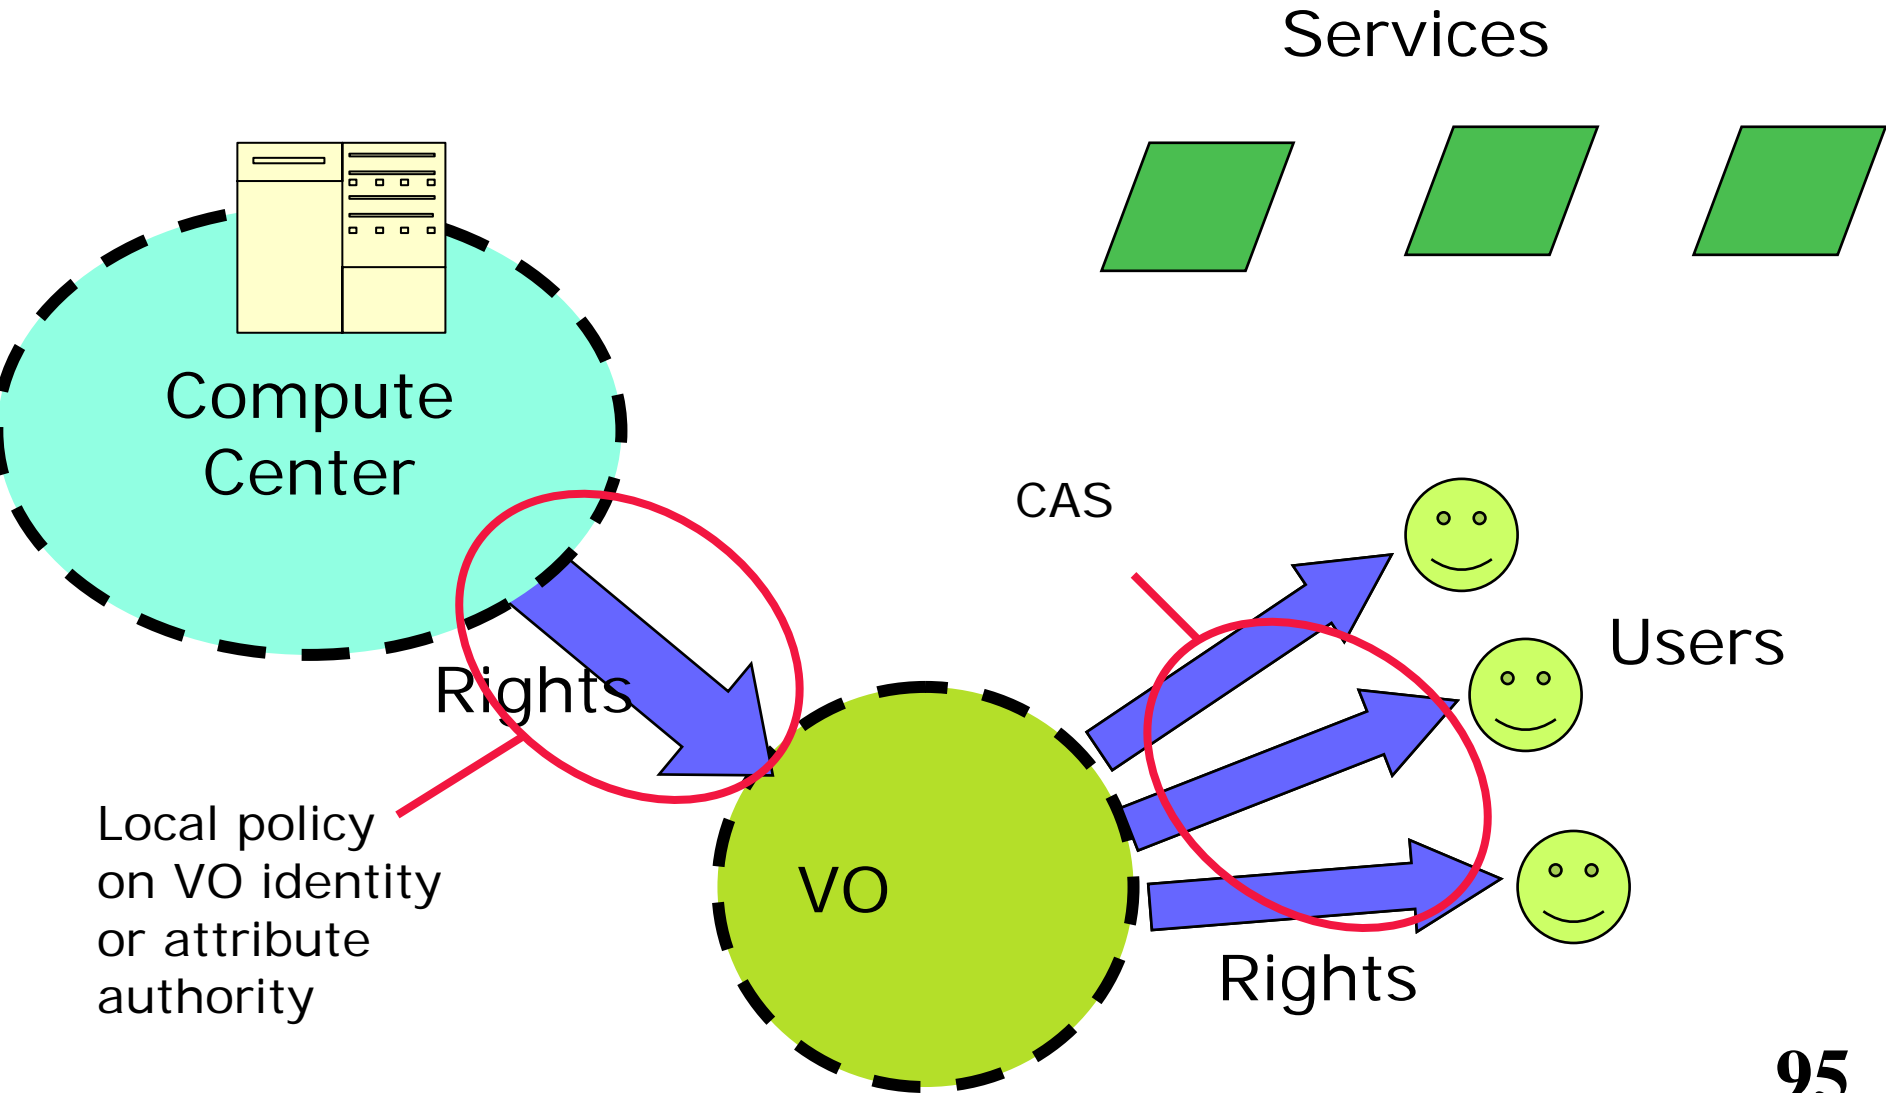 Services
Compute
Center
CAS
Users
Rights
Local policy
on VO identity
or attribute
authority
VO
Rights
95